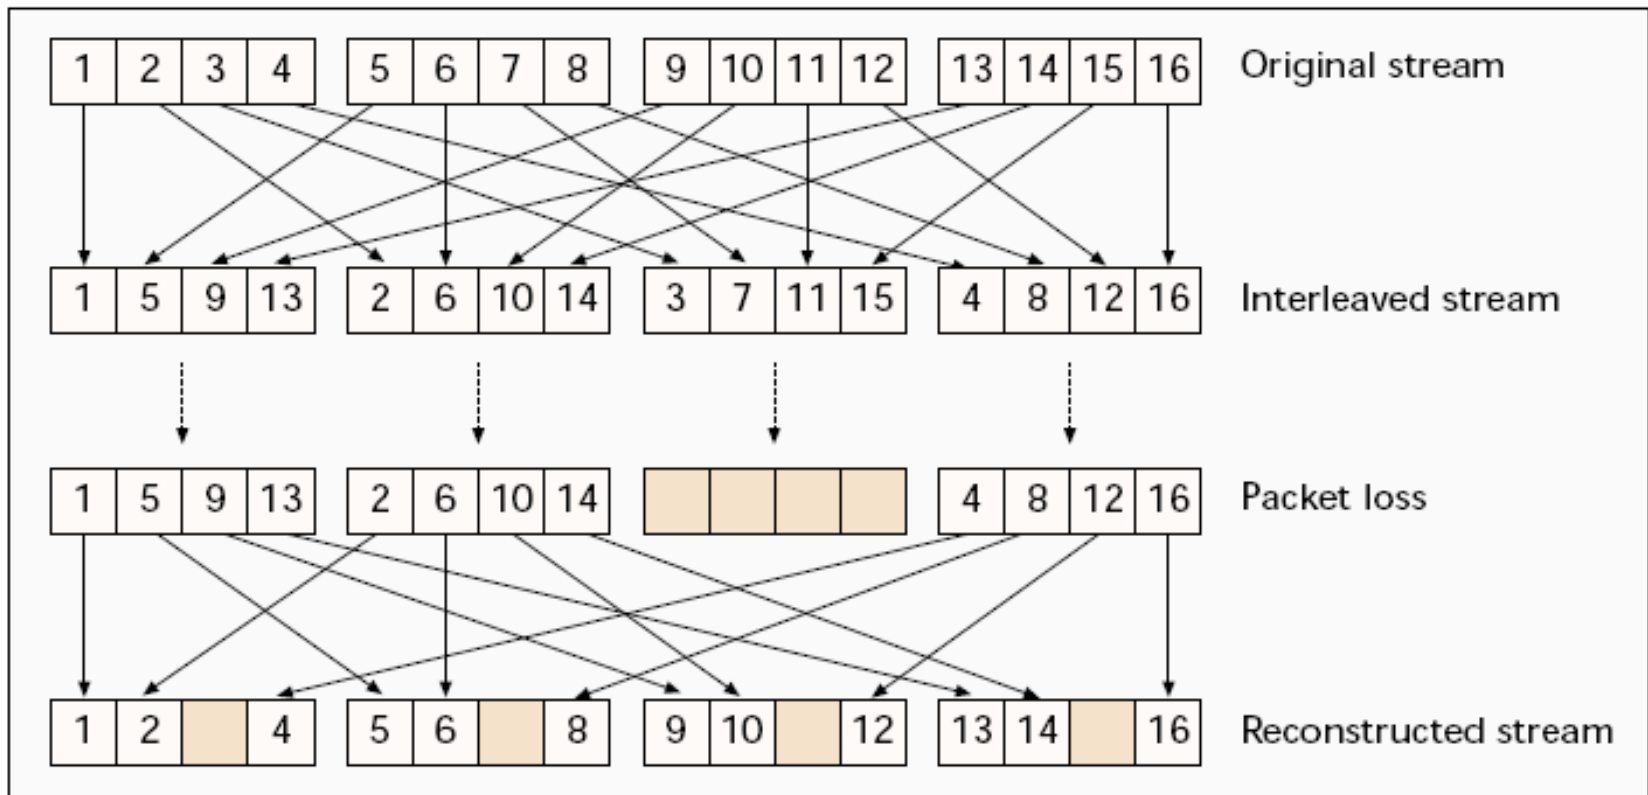 1 2 3 4 5 6 7 8 9 10 11 12 13 14 15 16 Original stream
1 5 9 13 2 6 10 14 3 7 11 15 4 8 12 16 Interleaved stream
1 5 9 13 2 6 10 14 4 8 12 16 Packet loss
1 2 4 5 6 8 9 10 12 13 14 16 Reconstructed stream